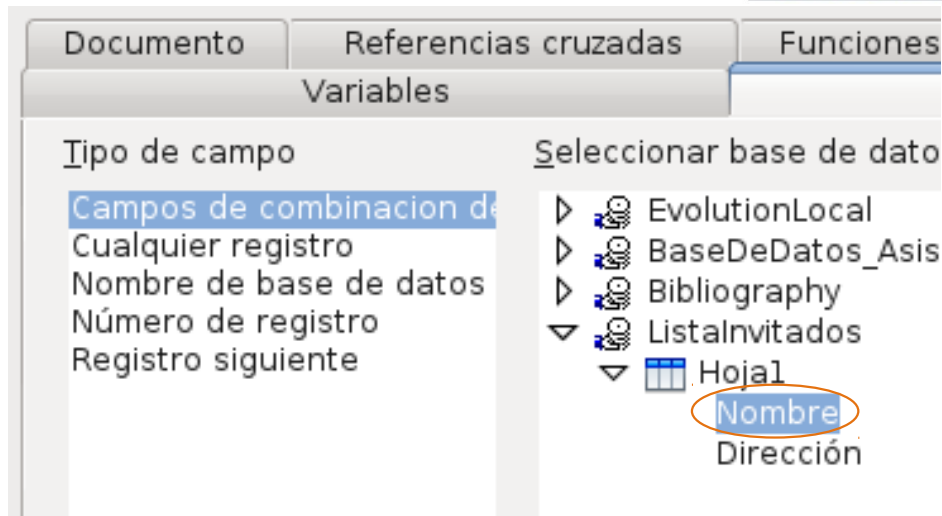 Documento Referencias cruzadas Funciones
Variables
Tipo de campo
Seleccionar base de dato
Campos de combinacion de
Cualquier registro
Nombre de base de datos
Número de registro
Registro siguiente
EvolutionLocal
BaseDeDatos_Asis
Bibliography
ListaInvitados
Hoja1
Nombre
Dirección